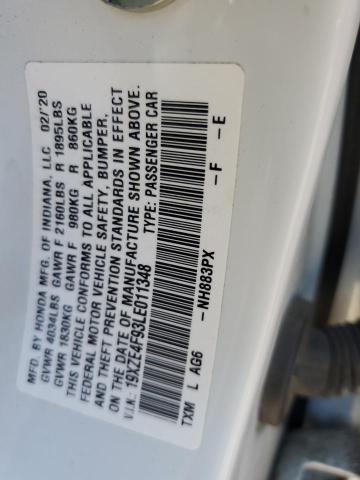 MFD. BY HONDA MFG. OF INDIANA, LLC 02/'20
GVWR 4034LBS GAWR F 2160LBS R 1895LBS
GVWR 1830KG GAWR F 980KG R 860KG
THIS VEHICLE CONFORMS TO ALL APPLICABLE
FEDERAL MOTOR VEHICLE SAFETY, BUMPER,
AND THEFT PREVENTION STANDARDS IN EFFECT
ON THE DATE OF MANUFACTURE SHOWN ABOVE.
V.I.N.: 19XZE4F93LE011348 TYPE: PASSENGER CAR
TXM L AG6 -NH883PX -F -E